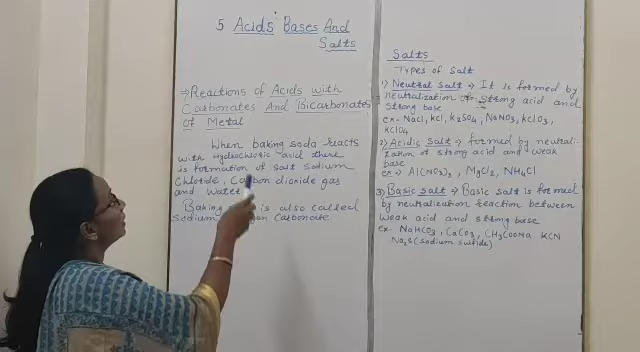 5 Acids Bases And
Salts
⇒ Reactions of Acids with
Carbonates And Bicarbonates
of Metal
When baking soda reacts
with Hydrochloric acid there
is formation of salt sodium
Chloride, Carbon dioxide gas
and water
Baking is also called
Sodium Carbonate
Salts
Types of salt
1) Neutral salt → It is formed by
neutralization of strong acid and
strong base
ex- NaCl, KCl, K2SO4, NaNO3, KClO3,
KClO4
2) Acidic salt → formed by neutrali-
zation of strong acid and weak
base
ex → Al(NO3)3, MgCl2, NH4Cl
3) Basic salt → Basic salt is formed
by neutralization reaction between
weak acid and strong base
ex- NaHCO3, CaCO3, CH3COONa KCN
Na2S (sodium sulfide)